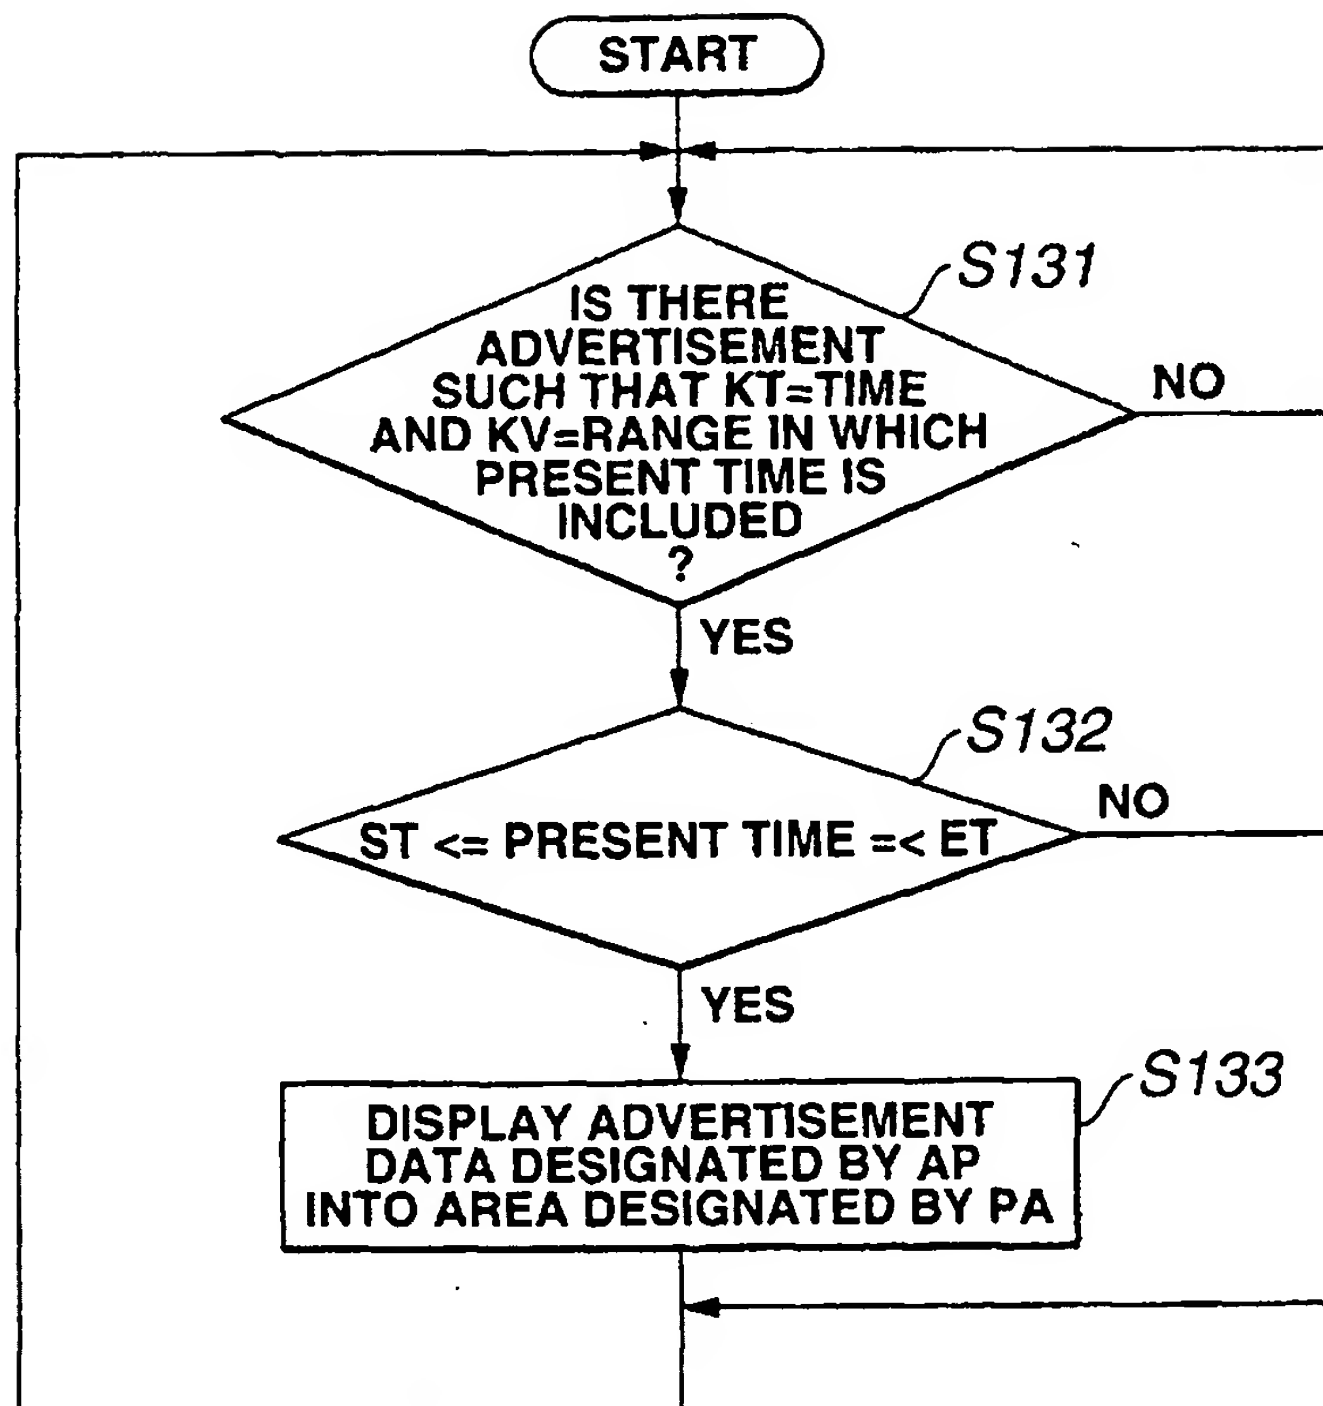 START
S131
IS THERE
ADVERTISEMENT
SUCH THAT KT=TIME
AND KV=RANGE IN WHICH
PRESENT TIME IS
INCLUDED
?
NO
YES
S132
ST <= PRESENT TIME =< ET
NO
YES
S133
DISPLAY ADVERTISEMENT
DATA DESIGNATED BY AP
INTO AREA DESIGNATED BY PA